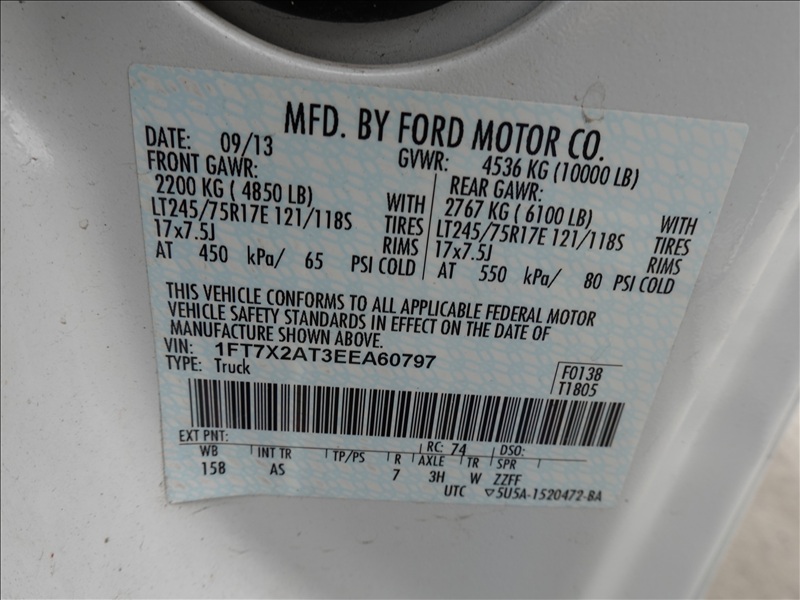 MFD. BY FORD MOTOR CO.
DATE: 09/13 GVWR: 4536 KG (10000 LB)
FRONT GAWR: REAR GAWR:
2200 KG ( 4850 LB) WITH 2767 KG ( 6100 LB) WITH
LT245/75R17E 121/118S TIRES LT245/75R17E 121/118S TIRES
17x7.5J RIMS 17x7.5J RIMS
AT 450 kPa/ 65 PSI COLD AT 550 kPa/ 80 PSI COLD
THIS VEHICLE CONFORMS TO ALL APPLICABLE FEDERAL MOTOR
VEHICLE SAFETY STANDARDS IN EFFECT ON THE DATE OF
MANUFACTURE SHOWN ABOVE.
VIN: 1FT7X2AT3EEA60797
TYPE: Truck
F0138
T1805
EXT PNT: RC: 74 DSO:
WB INT TR TP/PS R AXLE TR SPR
158 AS 7 3H W ZZFF
UTC ▽5U5A-1520472-BA